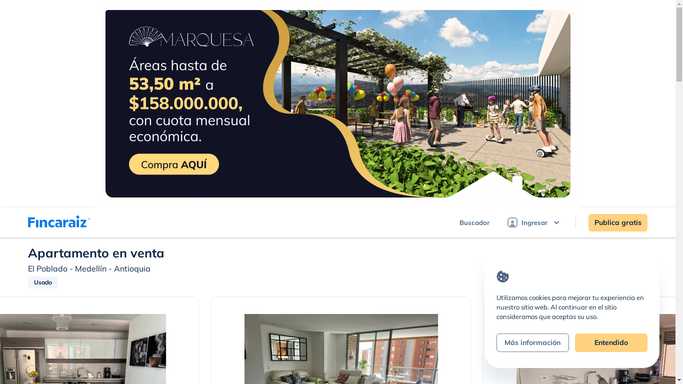 MARQUESA
Áreas hasta de
53,50 m² a
$158.000.000,
con cuota mensual
económica.
Compra AQUÍ
Fincaraiz
Buscador
Ingresar
Publica gratis
Apartamento en venta
El Poblado - Medellín - Antioquia
Usado
Utilizamos cookies para mejorar tu experiencia en
nuestro sitio web. Al continuar en el sitio
consideramos que aceptas su uso.
Más información
Entendido